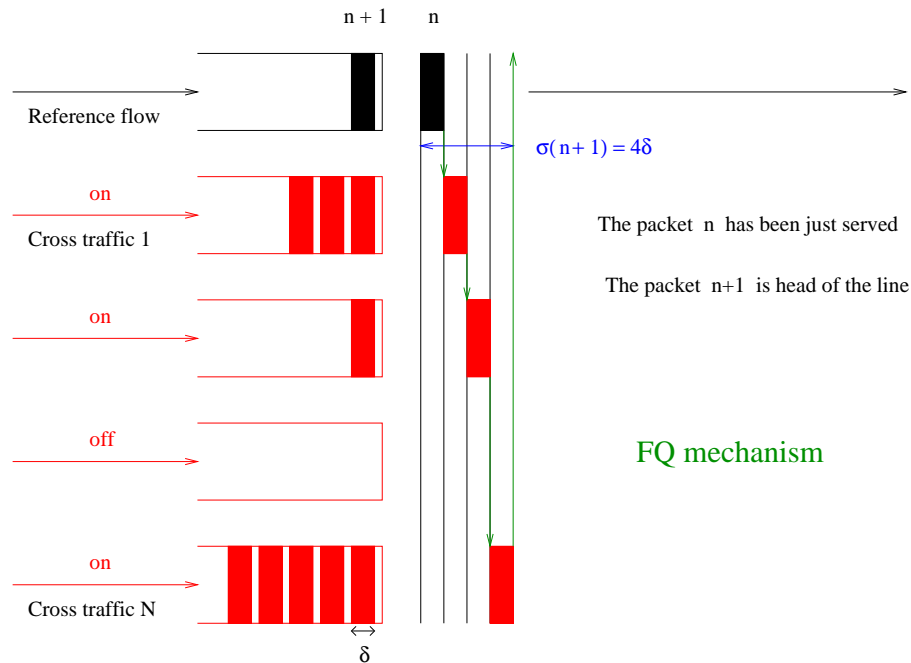 n + 1 n
Reference flow
σ(n+1) = 4δ
on
Cross traffic 1
The packet n has been just served
The packet n+1 is head of the line
on
off
FQ mechanism
on
Cross traffic N
δ